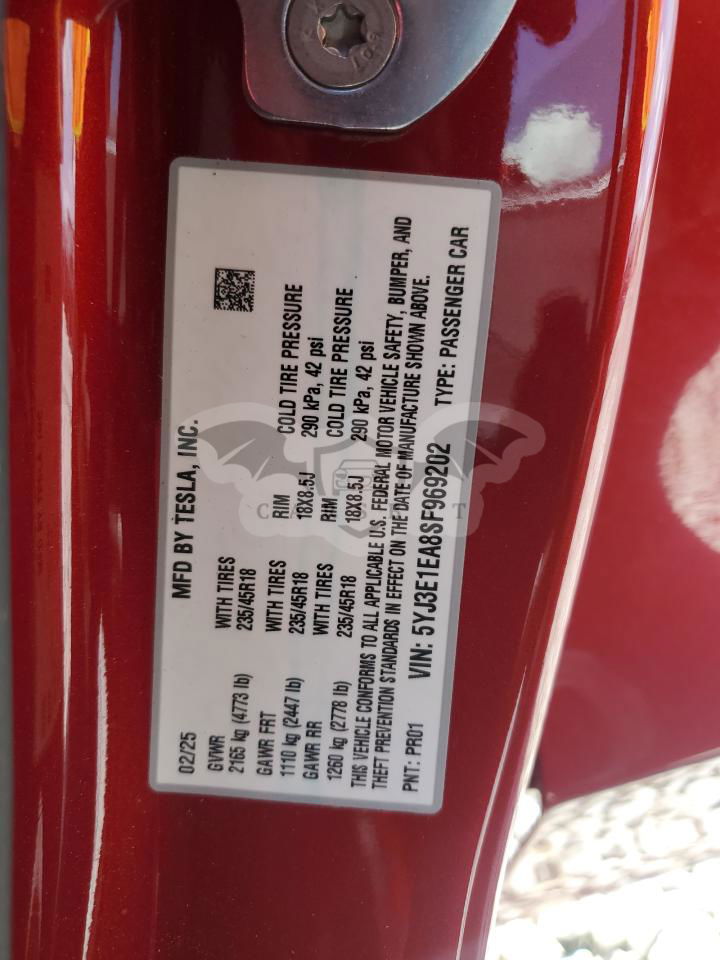 MFD BY TESLA, INC.
02/25
GVWR WITH TIRES RIM COLD TIRE PRESSURE
2165 kg (4773 lb) 235/45R18 18X8.5J 290 kPa, 42 psi
GAWR FRT WITH TIRES RIM COLD TIRE PRESSURE
1110 kg (2447 lb) 235/45R18 18X8.5J 290 kPa, 42 psi
GAWR RR WITH TIRES
1260 kg (2778 lb) 235/45R18
THIS VEHICLE CONFORMS TO ALL APPLICABLE U.S. FEDERAL MOTOR VEHICLE SAFETY, BUMPER, AND
THEFT PREVENTION STANDARDS IN EFFECT ON THE DATE OF MANUFACTURE SHOWN ABOVE.
PNT: PR01 VIN: 5YJ3E1EA8SF969202 TYPE: PASSENGER CAR